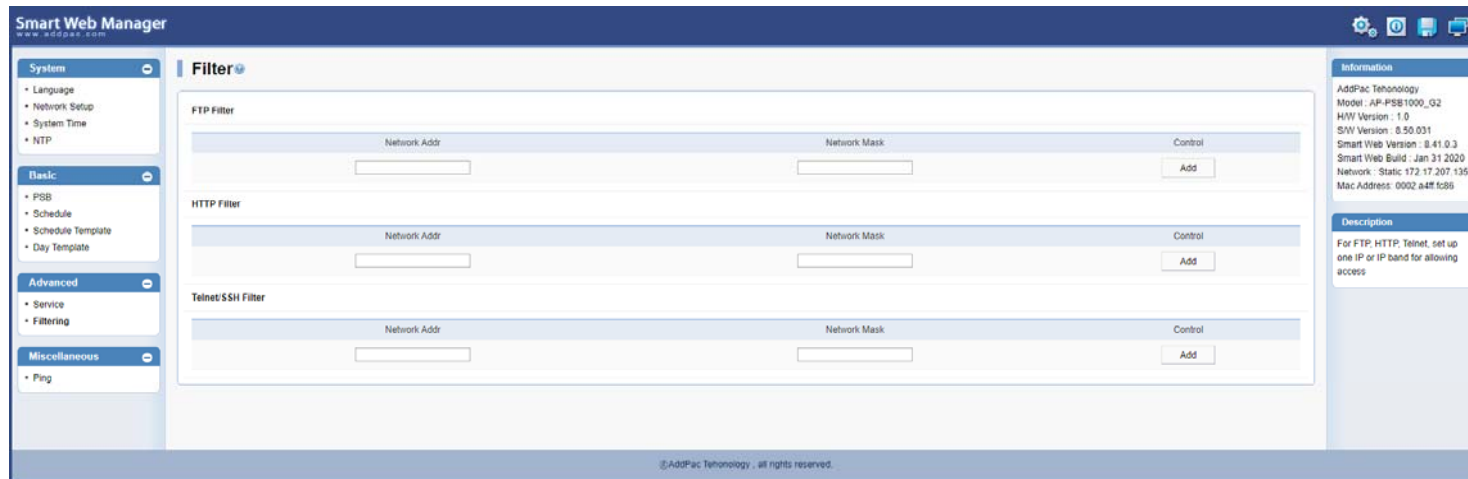 Smart Web Manager
www.addpac.com
System
Language
Network Setup
System Time
NTP
Basic
PSB
Schedule
Schedule Template
Day Template
Advanced
Service
Filtering
Miscellaneous
Ping
Filter
FTP Filter
Network Addr Network Mask Control
Add
HTTP Filter
Network Addr Network Mask Control
Add
Telnet/SSH Filter
Network Addr Network Mask Control
Add
Information
AddPac Tehonology
Model : AP-PSB1000_G2
H/W Version : 1.0
S/W Version : 8.50.031
Smart Web Version : 8.41.0.3
Smart Web Build : Jan 31 2020
Network : Static 172.17.207.135
Mac Address: 0002.a4ff.fc86
Description
For FTP, HTTP, Telnet, set up
one IP or IP band for allowing
access
ⓒAddPac Tehonology , all rights reserved.